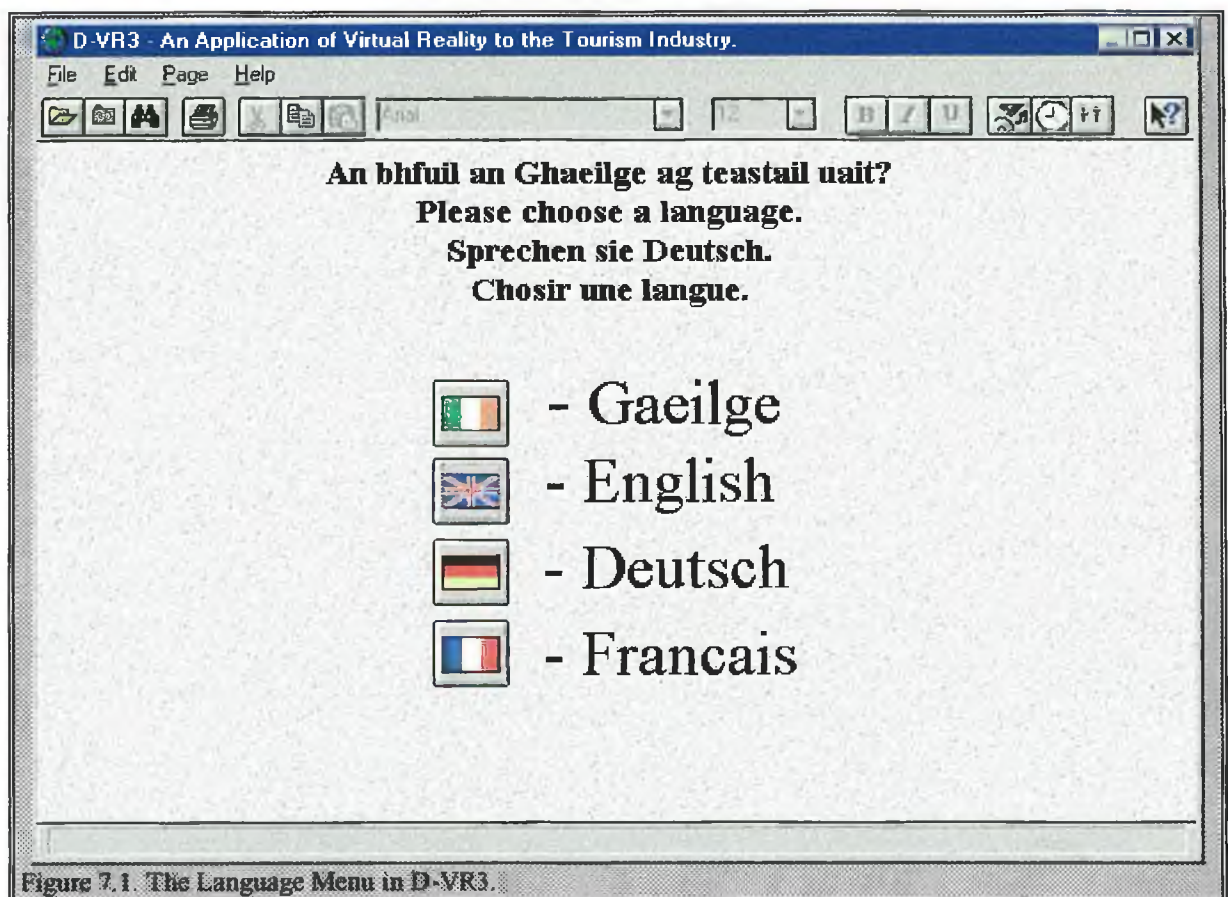 D-VR3 - An Application of Virtual Reality to the Tourism Industry.
File Edit Page Help
Arial 12 B I U
An bhfuil an Ghaeilge ag teastail uait?
Please choose a language.
Sprechen sie Deutsch.
Chosir une langue.
- Gaeilge
- English
- Deutsch
- Francais
Figure 7.1. The Language Menu in D-VR3.